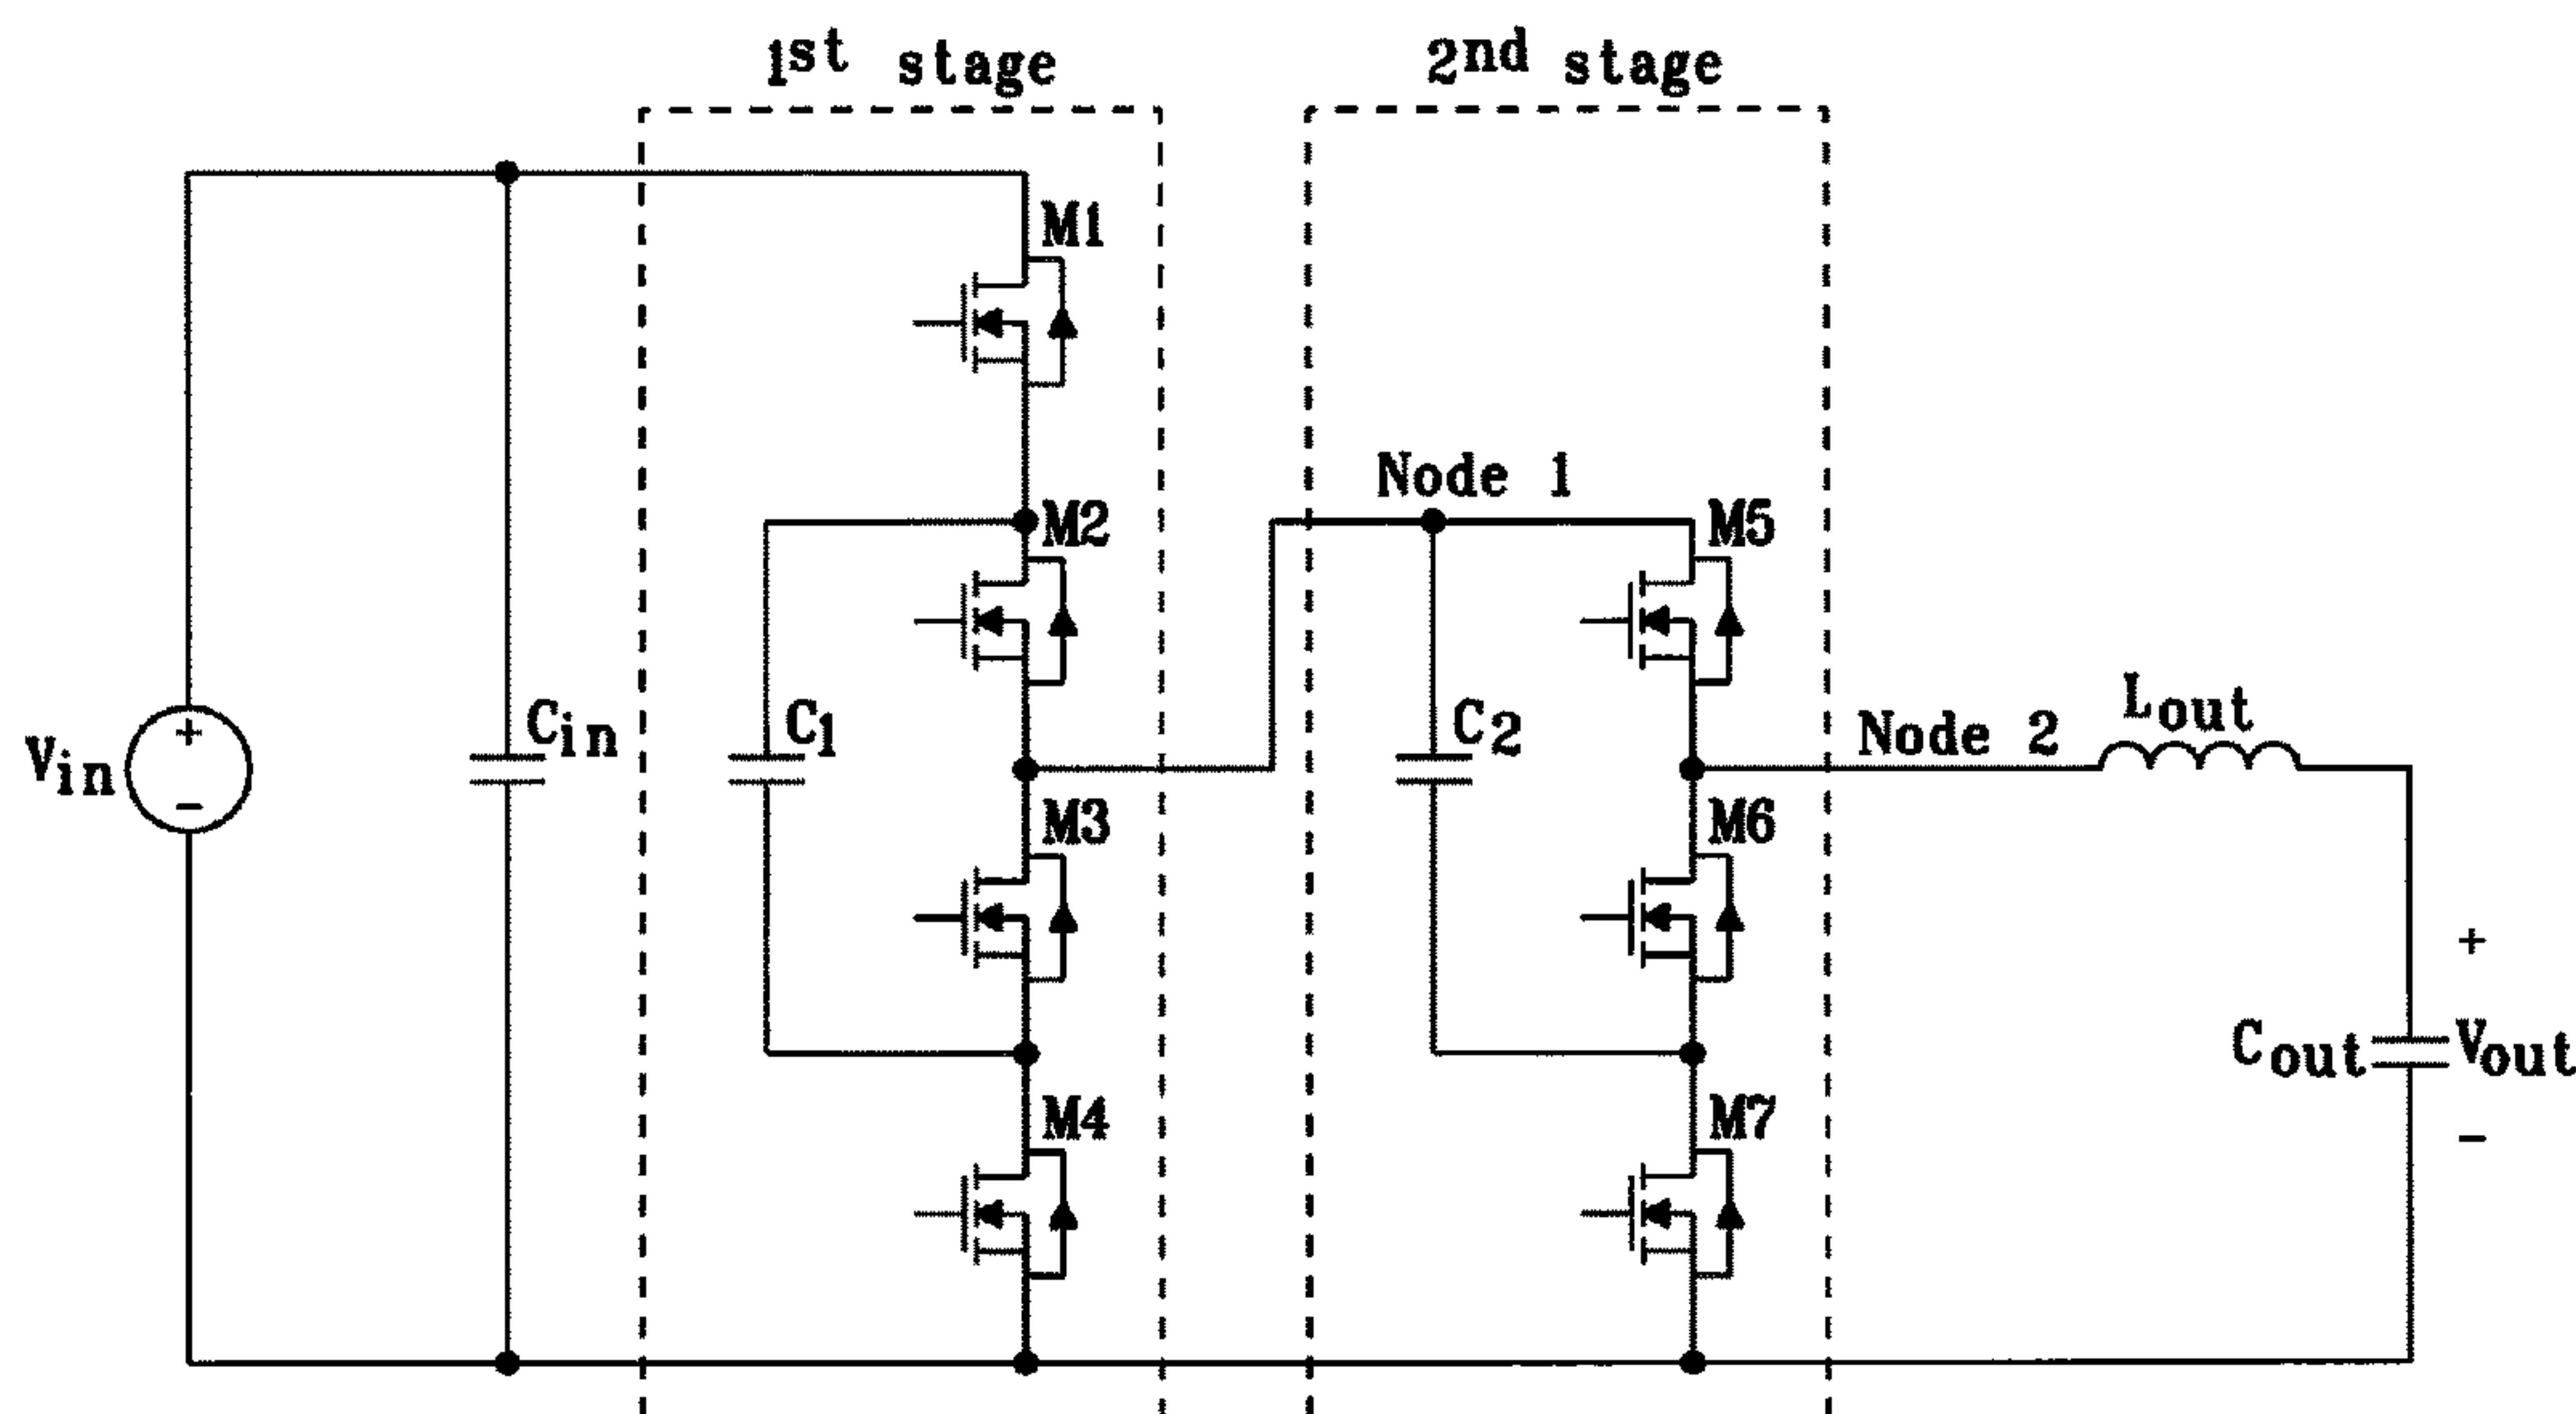 1st stage
2nd stage
M1
Node 1
M2
M5
Vin
+
−
Cin
C1
C2
Node 2
Lout
M3
M6
+
Cout
Vout
−
M4
M7